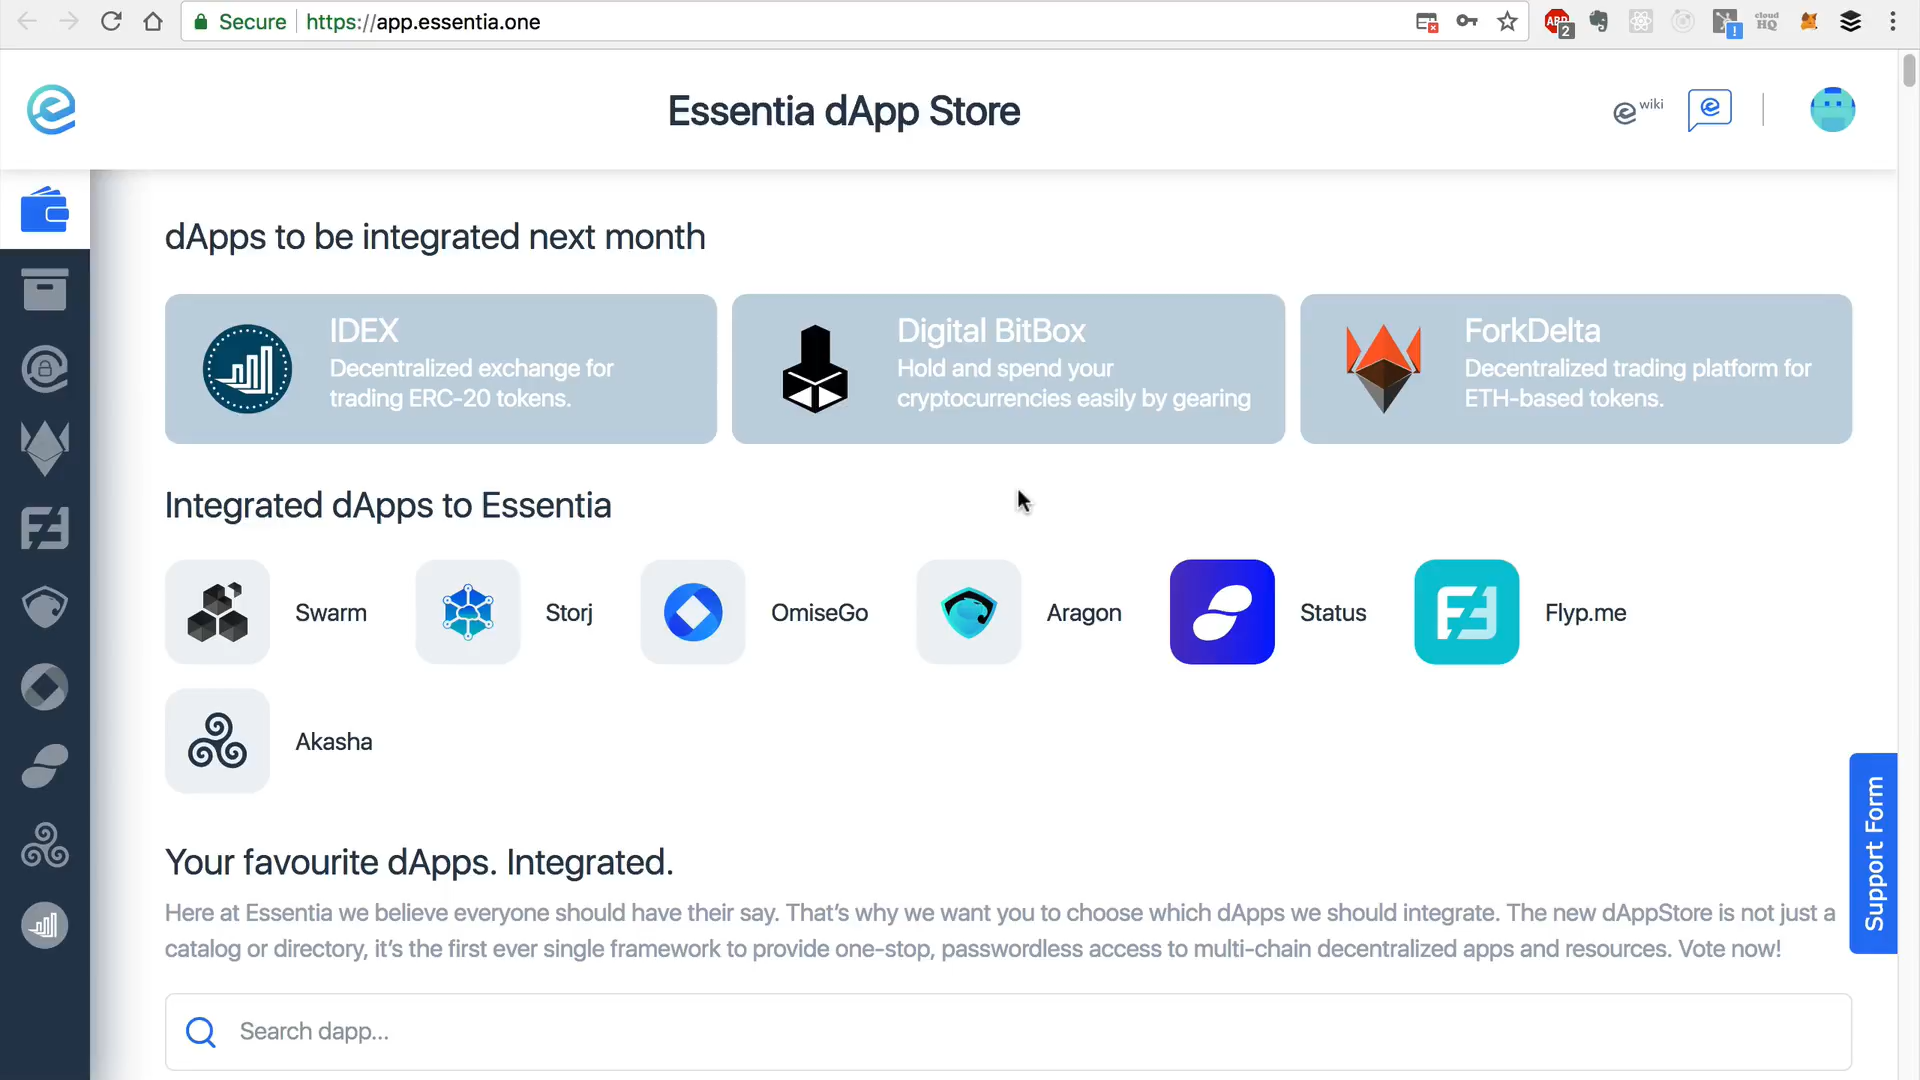 Secure https://app.essentia.one
ABP 2 ! cloud HQ
Essentia dApp Store
wiki
dApps to be integrated next month
IDEX
Decentralized exchange for
trading ERC-20 tokens.
Digital BitBox
Hold and spend your
cryptocurrencies easily by gearing
ForkDelta
Decentralized trading platform for
ETH-based tokens.
Integrated dApps to Essentia
Swarm
Storj
OmiseGo
Aragon
Status
Flyp.me
Akasha
Support Form
Your favourite dApps. Integrated.
Here at Essentia we believe everyone should have their say. That’s why we want you to choose which dApps we should integrate. The new dAppStore is not just a
catalog or directory, it’s the first ever single framework to provide one-stop, passwordless access to multi-chain decentralized apps and resources. Vote now!
Search dapp...